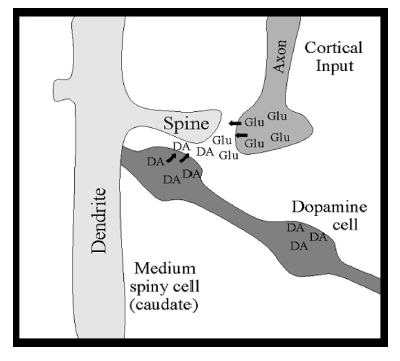 Axon
Cortical
Input
Glu Glu
Glu Glu
Spine
Glu
Glu
DA
DA
DA
DA DA
Dendrite
Dopamine
cell
DA
DA
DA
Medium
spiny cell
(caudate)